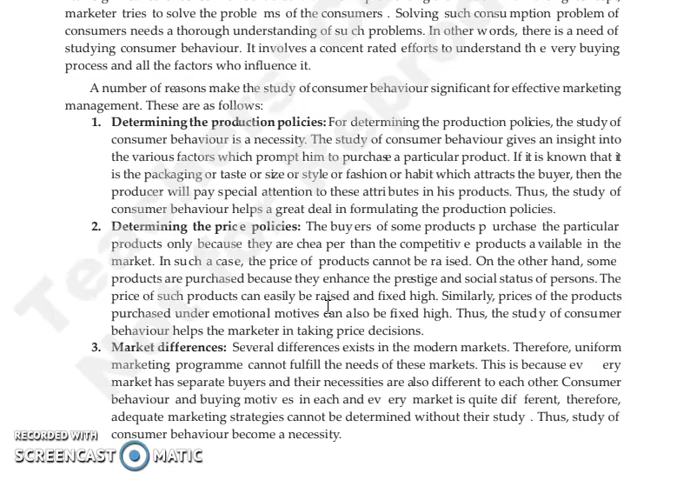 marketer tries to solve the proble ms of the consumers . Solving such consu mption problem of
consumers needs a thorough understanding of su ch problems. In other w ords, there is a need of
studying consumer behaviour. It involves a concent rated efforts to understand th e very buying
process and all the factors who influence it.
A number of reasons make the study of consumer behaviour significant for effective marketing
management. These are as follows:
1. Determining the production policies: For determining the production policies, the study of
consumer behaviour is a necessity. The study of consumer behaviour gives an insight into
the various factors which prompt him to purchase a particular product. If it is known that it
is the packaging or taste or size or style or fashion or habit which attracts the buyer, then the
producer will pay special attention to these attri butes in his products. Thus, the study of
consumer behaviour helps a great deal in formulating the production policies.
2. Determining the pric e policies: The buy ers of some products p urchase the particular
products only because they are chea per than the competitiv e products a vailable in the
market. In suc h a case, the price of products cannot be ra ised. On the other hand, some
products are purchased because they enhance the prestige and social status of persons. The
price of such products can easily be raised and fixed high. Similarly, prices of the products
purchased under emotional motives can also be fixed high. Thus, the study of consumer
behaviour helps the marketer in taking price decisions.
3. Market differences: Several differences exists in the modern markets. Therefore, uniform
marketing programme cannot fulfill the needs of these markets. This is because ev ery
market has separate buyers and their necessities are also different to each other. Consumer
behaviour and buying motiv es in each and ev ery market is quite dif ferent, therefore,
adequate marketing strategies cannot be determined without their study . Thus, study of
consumer behaviour become a necessity.
RECORDED WITH
SCREENCAST MATIC